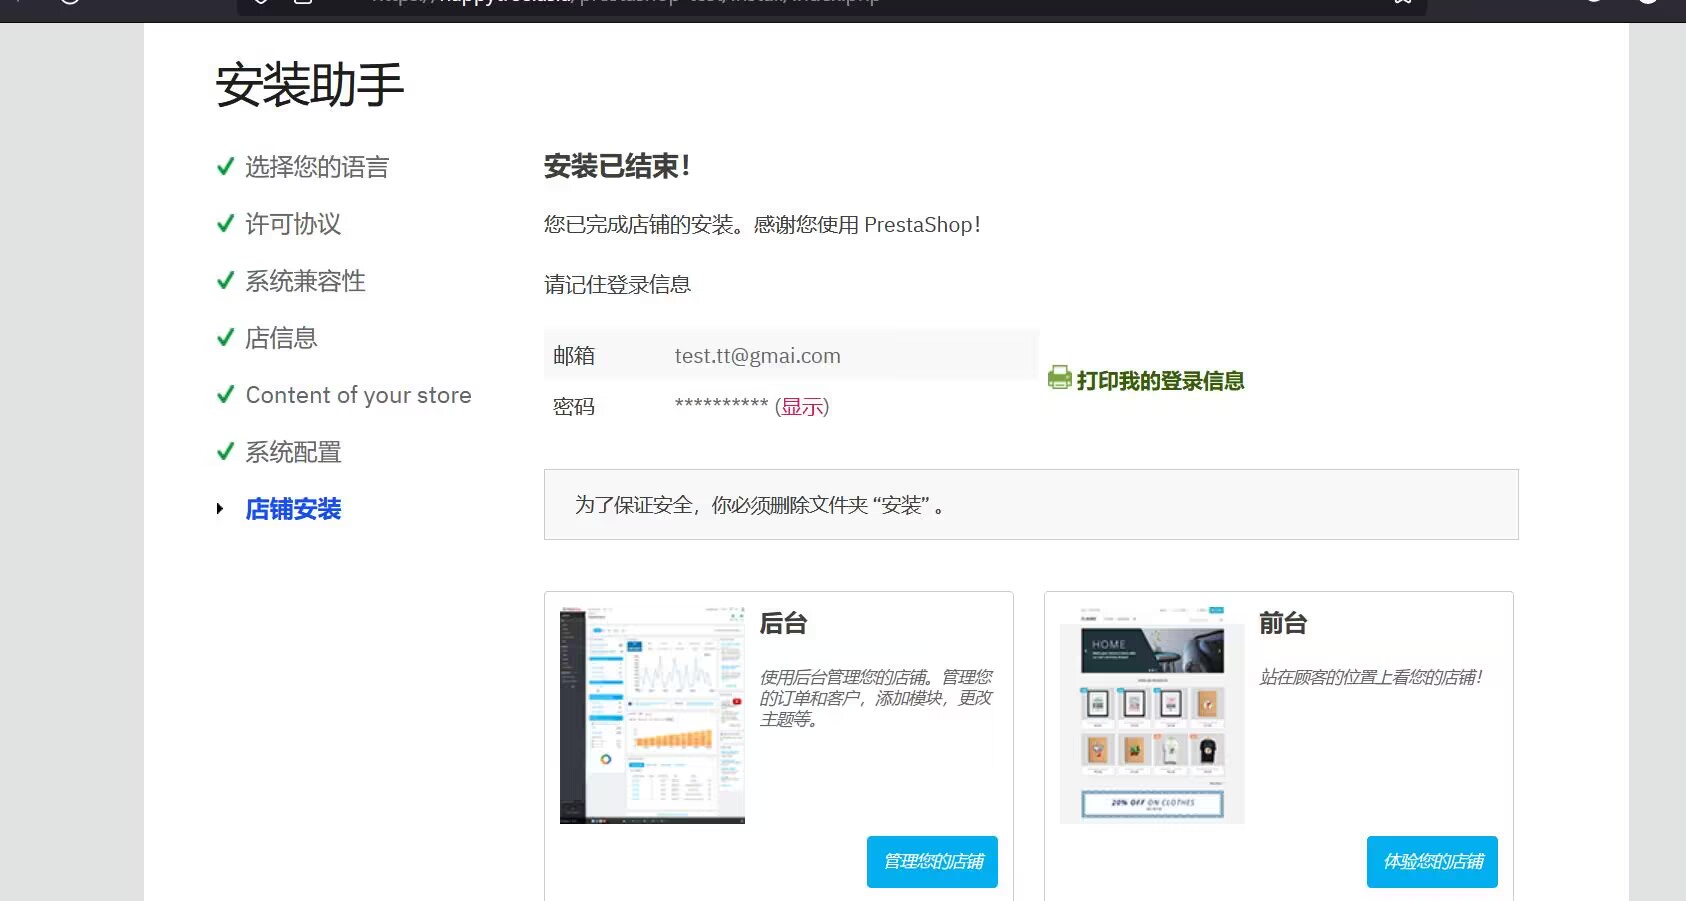 安装助手
选择您的语言
许可协议
系统兼容性
店信息
Content of your store
系统配置
店铺安装
安装已结束！
您已完成店铺的安装。感谢您使用 PrestaShop！
请记住登录信息
邮箱 test.tt@gmai.com
密码 ********** (显示)
打印我的登录信息
为了保证安全，你必须删除文件夹 “安装” 。
后台
使用后台管理您的店铺。管理您
的订单和客户，添加模块，更改
主题等。
管理您的店铺
前台
站在顾客的位置上看您的店铺！
HOME
20% OFF ON CLOTHES
体验您的店铺